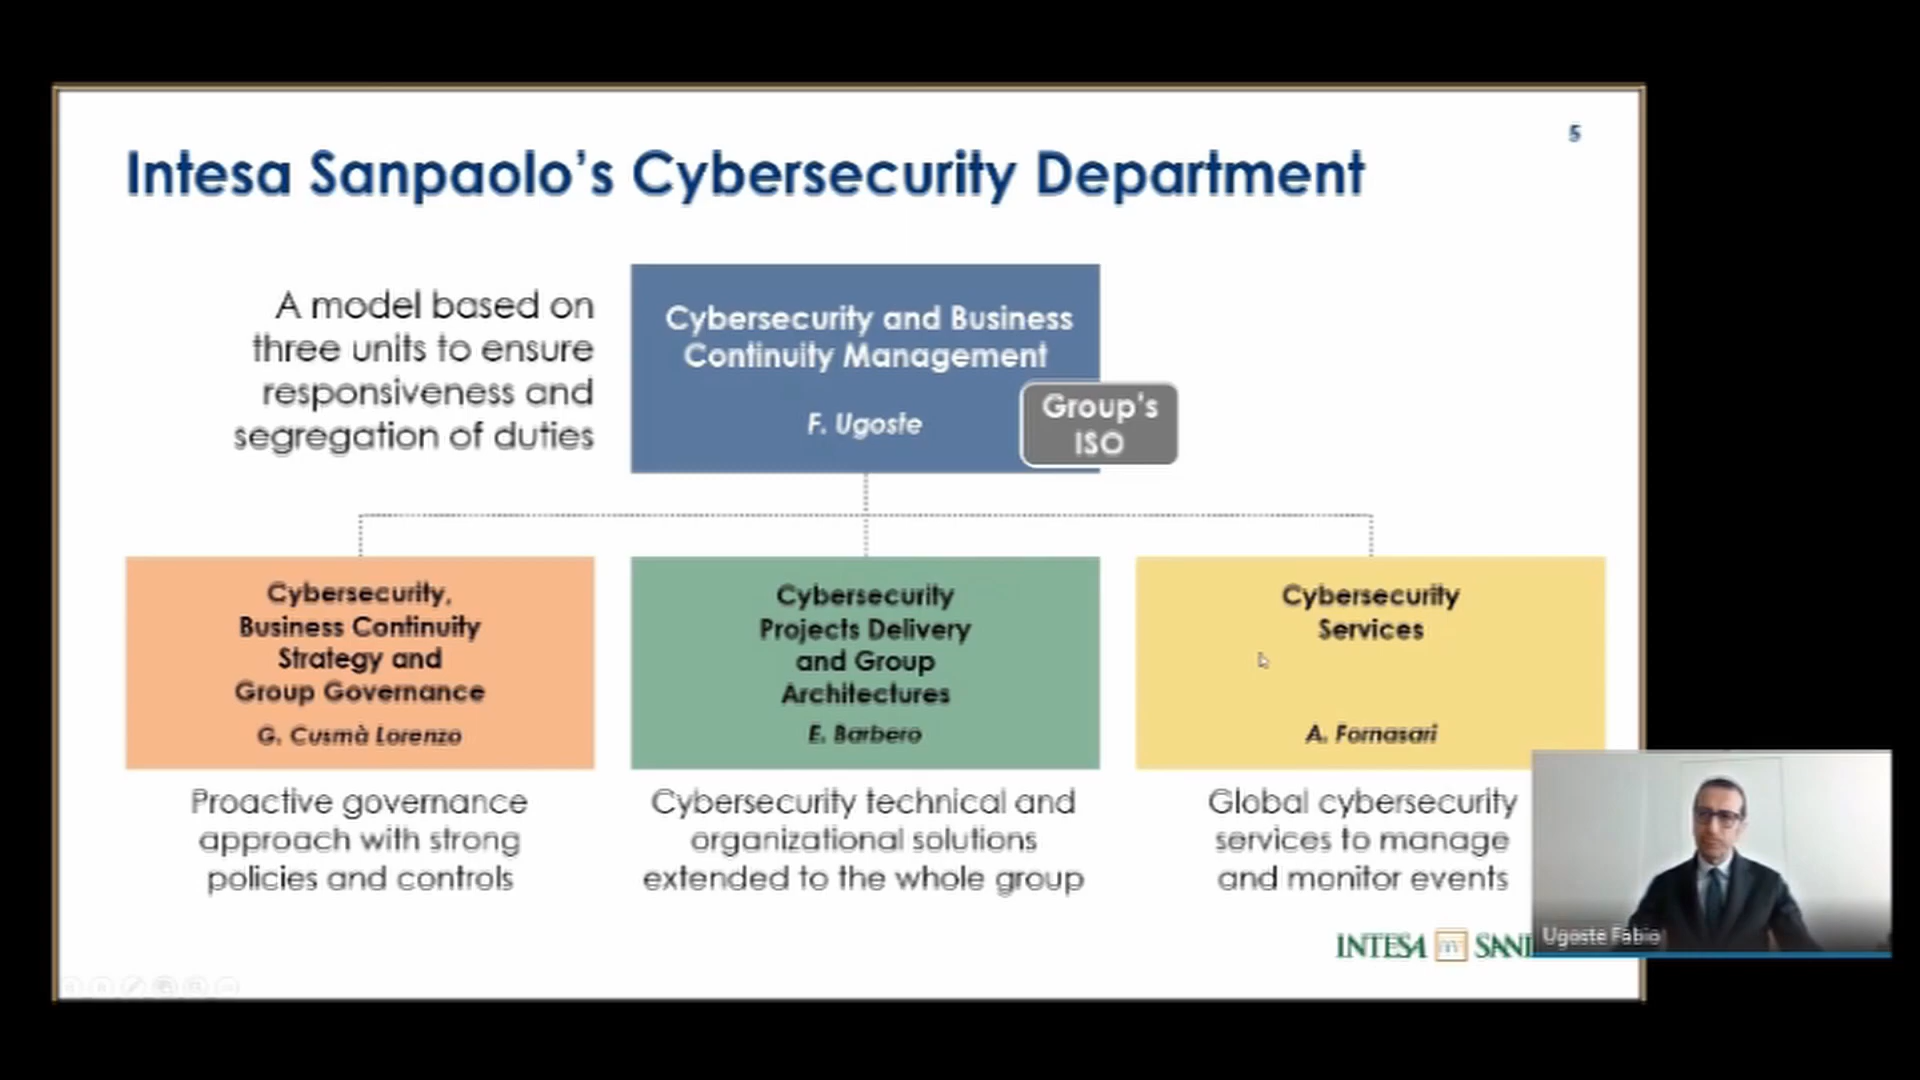 5
Intesa Sanpaolo's Cybersecurity Department
A model based on
three units to ensure
responsiveness and
segregation of duties
Cybersecurity and Business
Continuity Management
F. Ugoste
Group's
ISO
Cybersecurity,
Business Continuity
Strategy and
Group Governance
G. Cusmà Lorenzo
Cybersecurity
Projects Delivery
and Group
Architectures
E. Barbero
Cybersecurity
Services
A. Fornasari
Proactive governance
approach with strong
policies and controls
Cybersecurity technical and
organizational solutions
extended to the whole group
Global cybersecurity
services to manage
and monitor events
INTESA m SAN
Ugoste Fabio